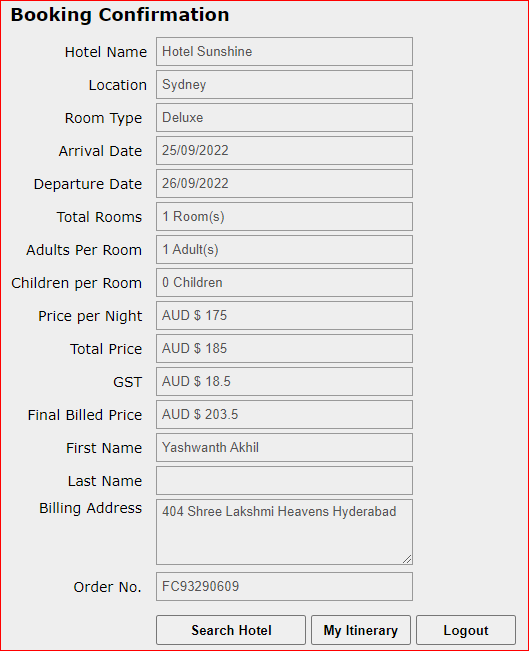 Booking Confirmation
Hotel Name Hotel Sunshine
Location Sydney
Room Type Deluxe
Arrival Date 25/09/2022
Departure Date 26/09/2022
Total Rooms 1 Room(s)
Adults Per Room 1 Adult(s)
Children per Room 0 Children
Price per Night AUD $ 175
Total Price AUD $ 185
GST AUD $ 18.5
Final Billed Price AUD $ 203.5
First Name Yashwanth Akhil
Last Name
Billing Address 404 Shree Lakshmi Heavens Hyderabad
Order No. FC93290609
Search Hotel My Itinerary Logout